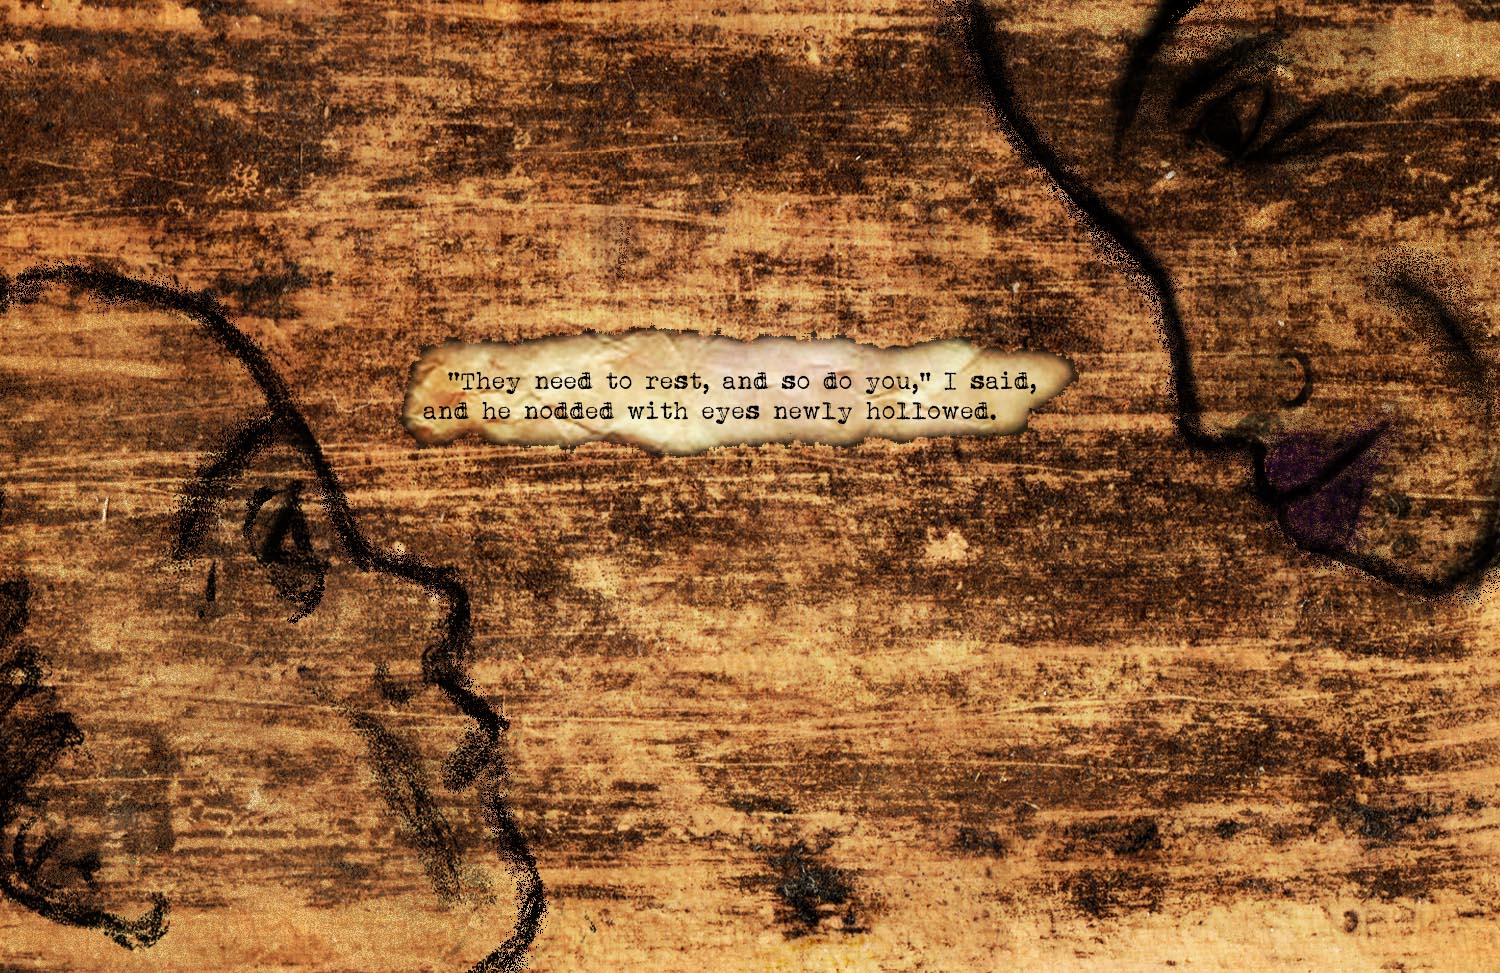 "They need to rest, and so do you," I said,
and he nodded with eyes newly hollowed.